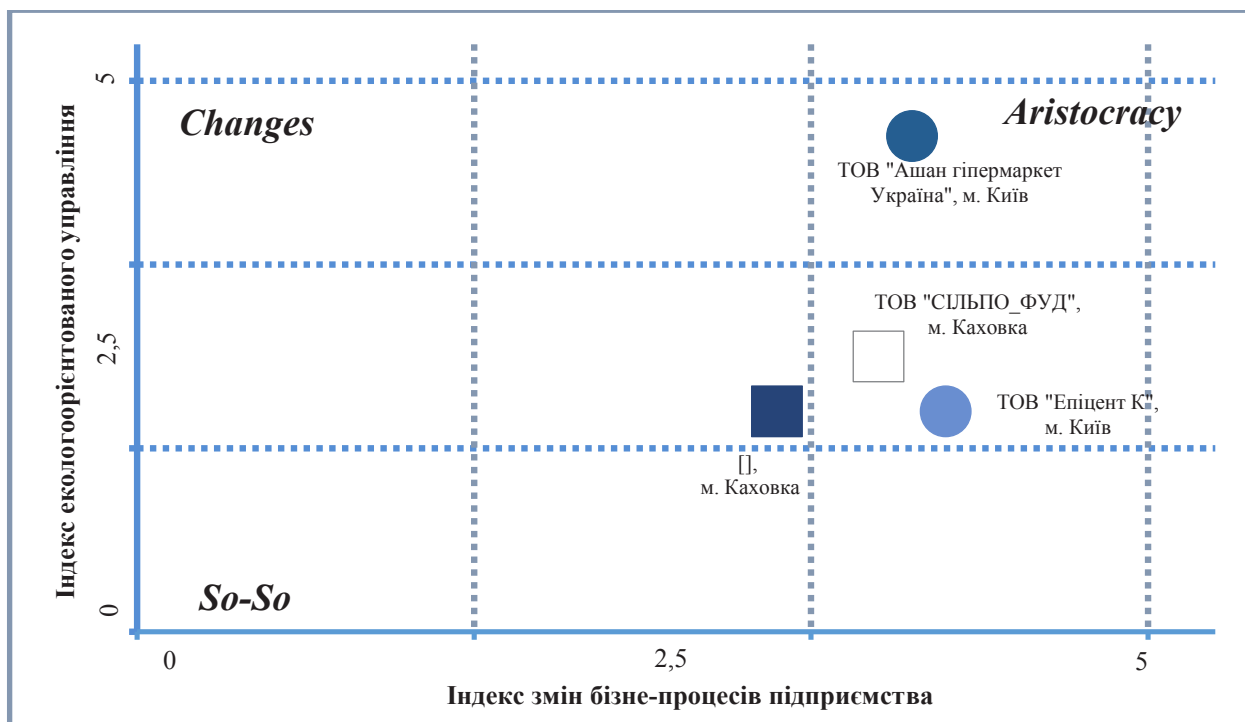 5
Changes
Aristocracy
ТОВ "Ашан гіпермаркет
Україна", м. Київ
Індекс екологоорієнтованого управління
ТОВ "СІЛЬПО_ФУД",
м. Каховка
2,5
ТОВ "Епіцент К",
м. Київ
[],
м. Каховка
So-So
0
0
2,5
5
Індекс змін бізне-процесів підприємства